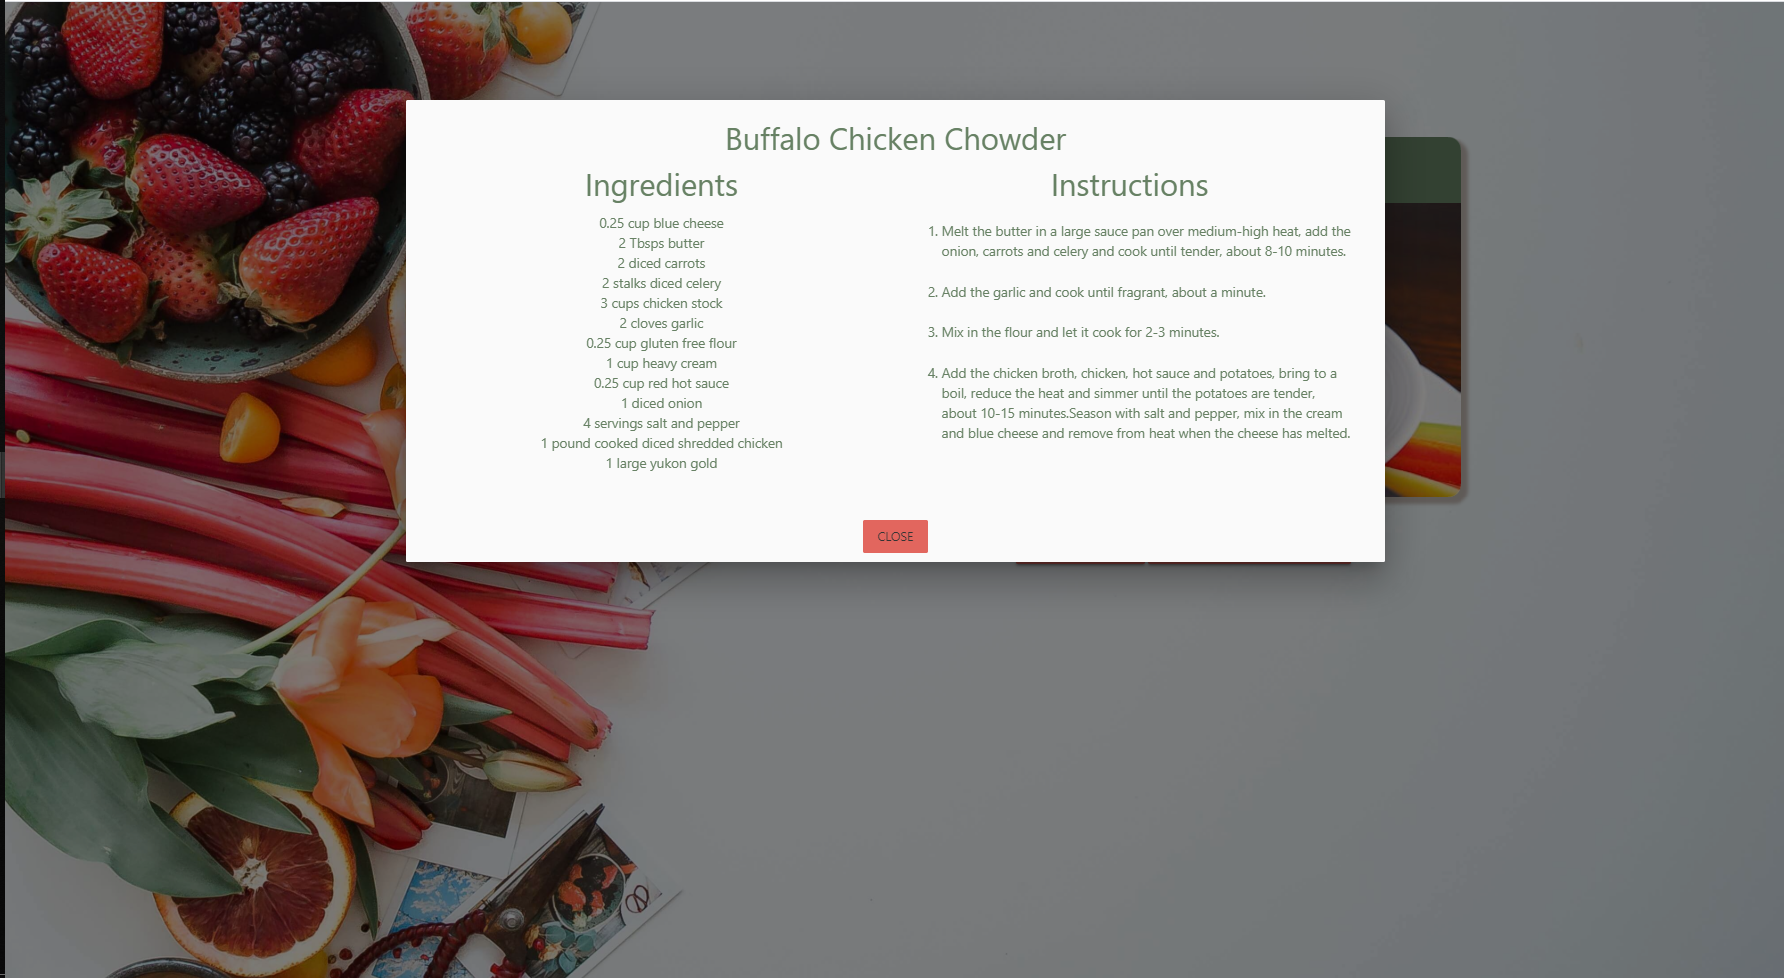 Buffalo Chicken Chowder
Ingredients
0.25 cup blue cheese
2 Tbsps butter
2 diced carrots
2 stalks diced celery
3 cups chicken stock
2 cloves garlic
0.25 cup gluten free flour
1 cup heavy cream
0.25 cup red hot sauce
1 diced onion
4 servings salt and pepper
1 pound cooked diced shredded chicken
1 large yukon gold
Instructions
1. Melt the butter in a large sauce pan over medium-high heat, add the
onion, carrots and celery and cook until tender, about 8-10 minutes.
2. Add the garlic and cook until fragrant, about a minute.
3. Mix in the flour and let it cook for 2-3 minutes.
4. Add the chicken broth, chicken, hot sauce and potatoes, bring to a
boil, reduce the heat and simmer until the potatoes are tender,
about 10-15 minutes.Season with salt and pepper, mix in the cream
and blue cheese and remove from heat when the cheese has melted.
CLOSE